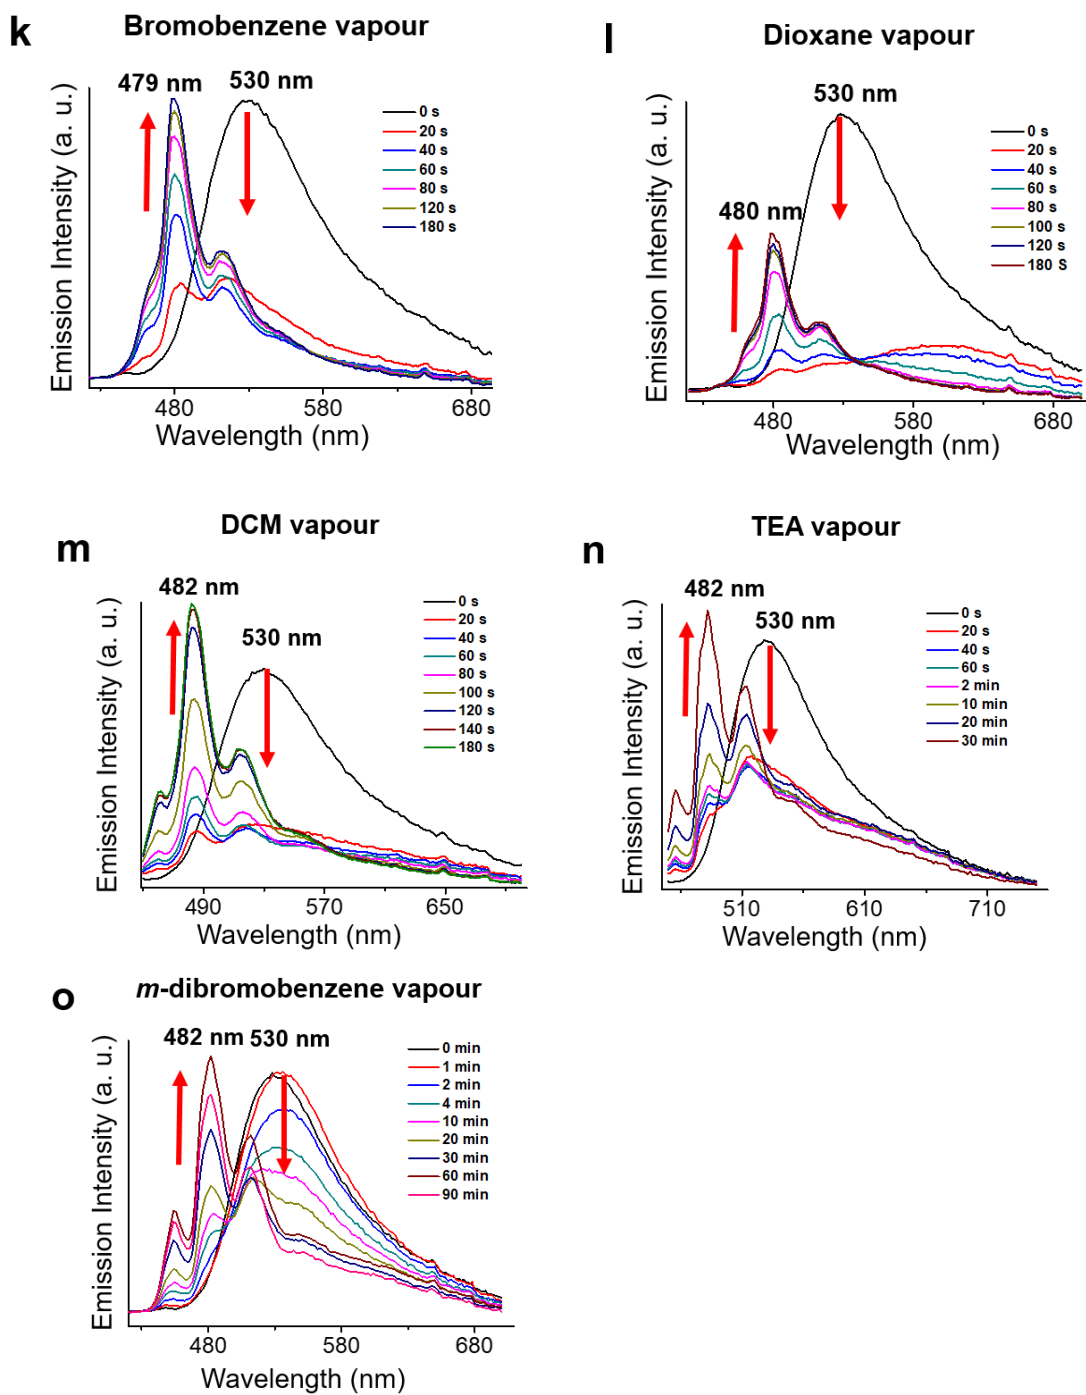 k
Bromobenzene vapour
479 nm
530 nm
0 s
20 s
40 s
60 s
80 s
120 s
180 s
Emission Intensity (a. u.)
480
580
680
Wavelength (nm)
l
Dioxane vapour
530 nm
480 nm
0 s
20 s
40 s
60 s
80 s
100 s
120 s
180 S
Emission Intensity (a. u.)
480
580
680
Wavelength (nm)
m
DCM vapour
482 nm
530 nm
0 s
20 s
40 s
60 s
80 s
100 s
120 s
140 s
180 s
Emission Intensity (a. u.)
490
570
650
Wavelength (nm)
n
TEA vapour
482 nm
530 nm
0 s
20 s
40 s
60 s
2 min
10 min
20 min
30 min
Emission Intensity (a. u.)
510
610
710
Wavelength (nm)
o
m-dibromobenzene vapour
482 nm
530 nm
0 min
1 min
2 min
4 min
10 min
20 min
30 min
60 min
90 min
Emission Intensity (a. u.)
480
580
680
Wavelength (nm)